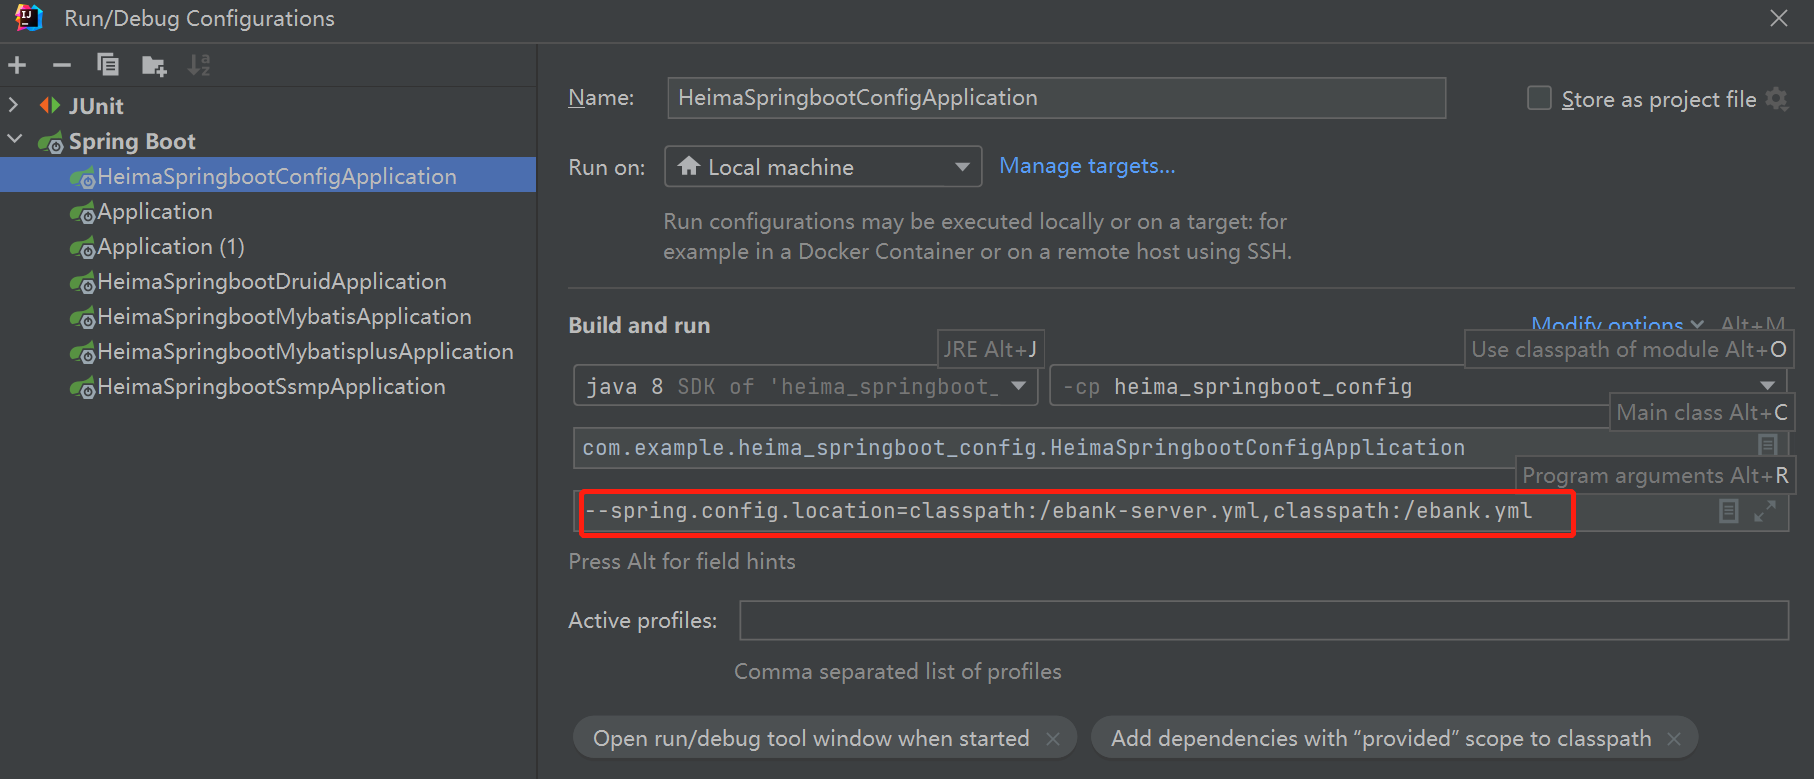 Run/Debug Configurations
JUnit
Spring Boot
HeimaSpringbootConfigApplication
Application
Application (1)
HeimaSpringbootDruidApplication
HeimaSpringbootMybatisApplication
HeimaSpringbootMybatisplusApplication
HeimaSpringbootSsmpApplication
Name: HeimaSpringbootConfigApplication Store as project file
Run on: Local machine Manage targets...
Run configurations may be executed locally or on a target: for
example in a Docker Container or on a remote host using SSH.
Build and run Modify options Alt+M
JRE Alt+J Use classpath of module Alt+O
java 8 SDK of 'heima_springboot_ -cp heima_springboot_config
Main class Alt+C
com.example.heima_springboot_config.HeimaSpringbootConfigApplication
Program arguments Alt+R
--spring.config.location=classpath:/ebank-server.yml,classpath:/ebank.yml
Press Alt for field hints
Active profiles:
Comma separated list of profiles
Open run/debug tool window when started Add dependencies with “provided” scope to classpath